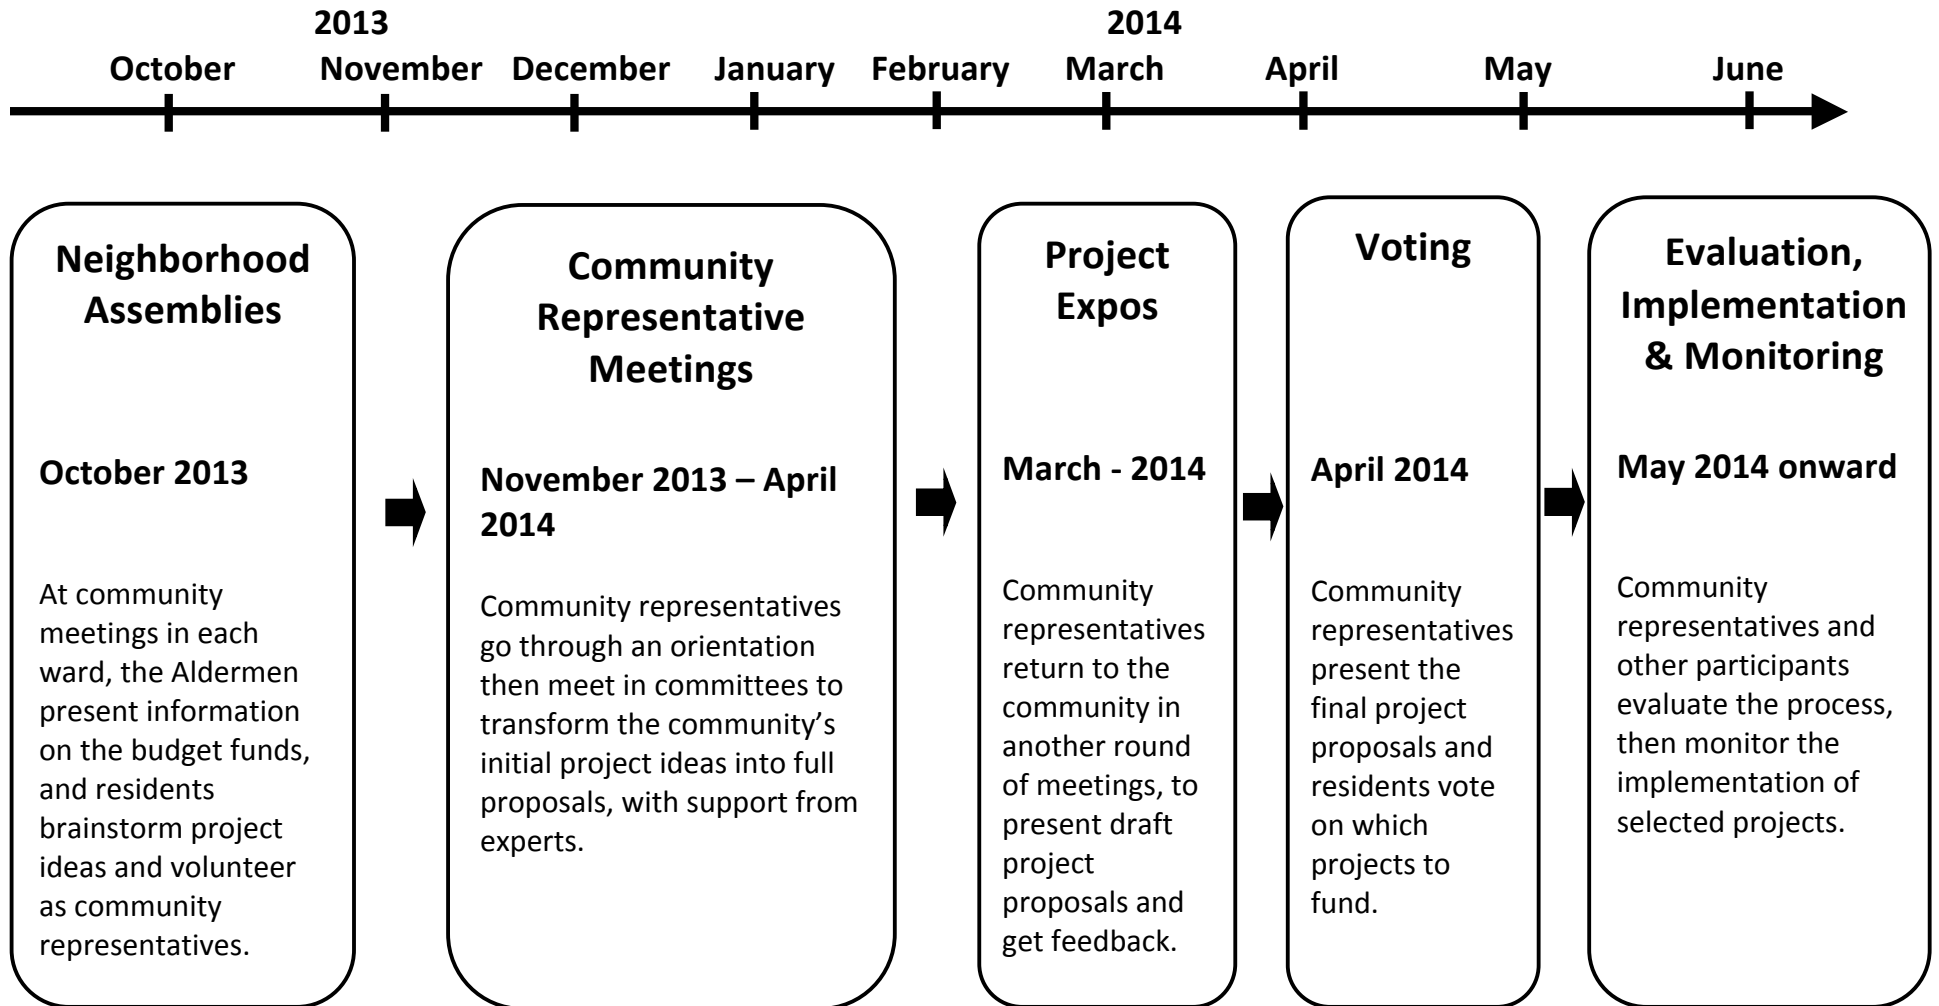 2013
2014
October
November
December
January
February
March
April
May
June
Neighborhood
Assemblies
October 2013
At community
meetings in each
ward, the Aldermen
present information
on the budget funds,
and residents
brainstorm project
ideas and volunteer
as community
representatives.
Community
Representative
Meetings
November 2013 – April
2014
Community representatives
go through an orientation
then meet in committees to
transform the community’s
initial project ideas into full
proposals, with support from
experts.
Project
Expos
March - 2014
Community
representatives
return to the
community in
another round
of meetings, to
present draft
project
proposals and
get feedback.
Voting
April 2014
Community
representatives
present the
final project
proposals and
residents vote
on which
projects to
fund.
Evaluation,
Implementation
& Monitoring
May 2014 onward
Community
representatives and
other participants
evaluate the process,
then monitor the
implementation of
selected projects.